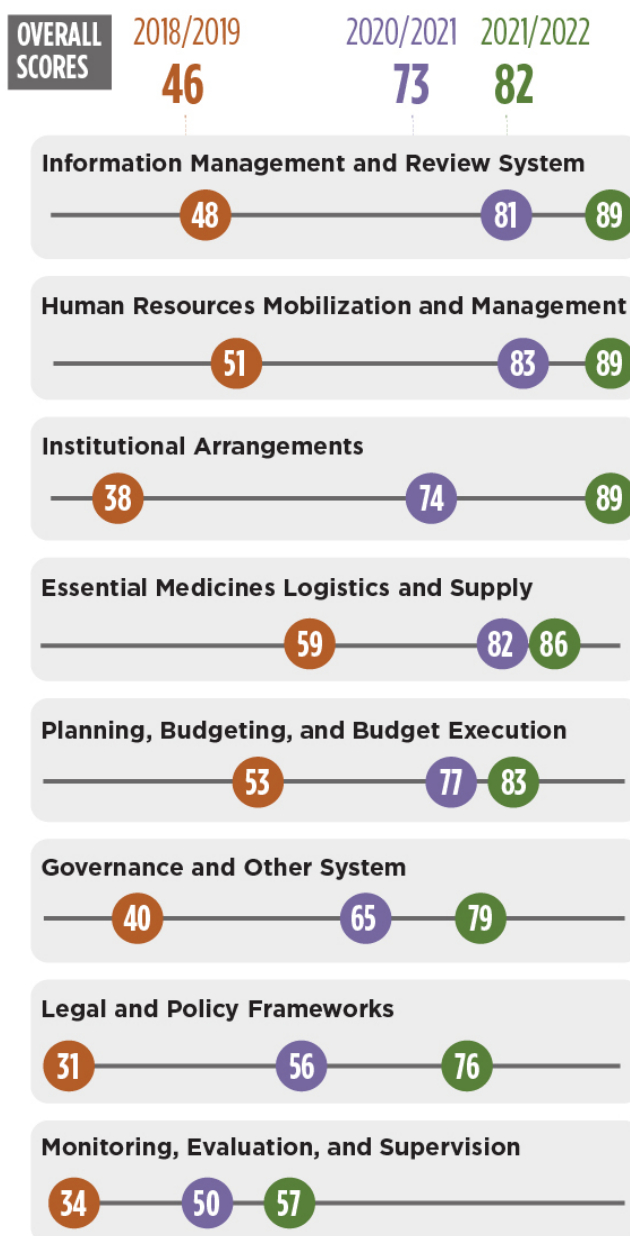 OVERALL SCORES
2018/2019 2020/2021 2021/2022
46 73 82
Information Management and Review System
48 81 89
Human Resources Mobilization and Management
51 83 89
Institutional Arrangements
38 74 89
Essential Medicines Logistics and Supply
59 82 86
Planning, Budgeting, and Budget Execution
53 77 83
Governance and Other System
40 65 79
Legal and Policy Frameworks
31 56 76
Monitoring, Evaluation, and Supervision
34 50 57